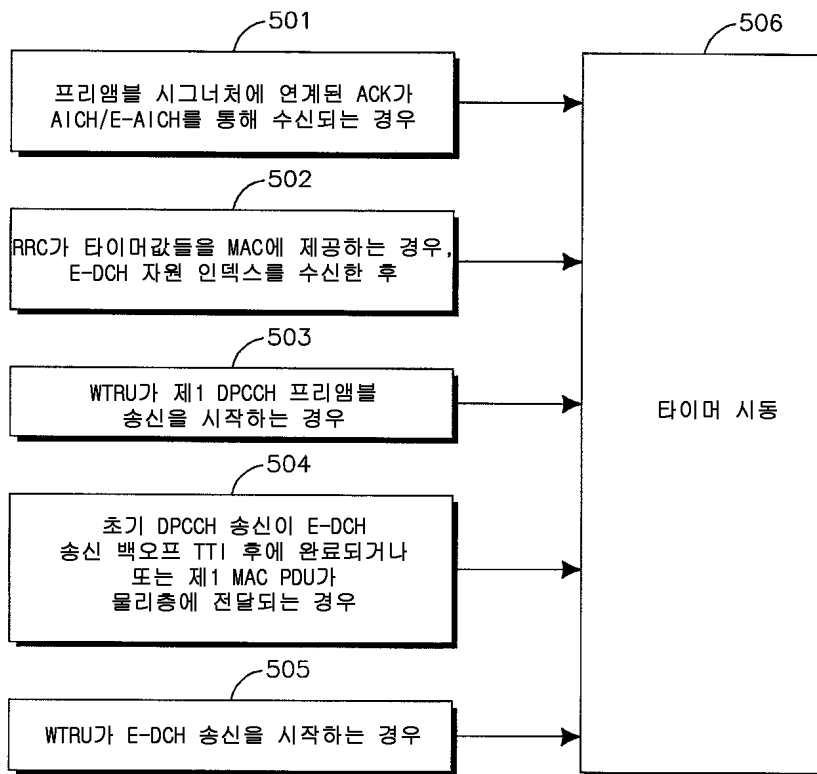 501
프리앰블 시그너처에 연계된 ACK가
AICH/E-AICH를 통해 수신되는 경우
502
RRC가 타이머값들을 MAC에 제공하는 경우,
E-DCH 자원 인덱스를 수신한 후
503
WTRU가 제1 DPCCH 프리앰블
송신을 시작하는 경우
504
초기 DPCCH 송신이 E-DCH
송신 백오프 TTI 후에 완료되거나
또는 제1 MAC PDU가
물리층에 전달되는 경우
505
WTRU가 E-DCH 송신을 시작하는 경우
506
타이머 시동